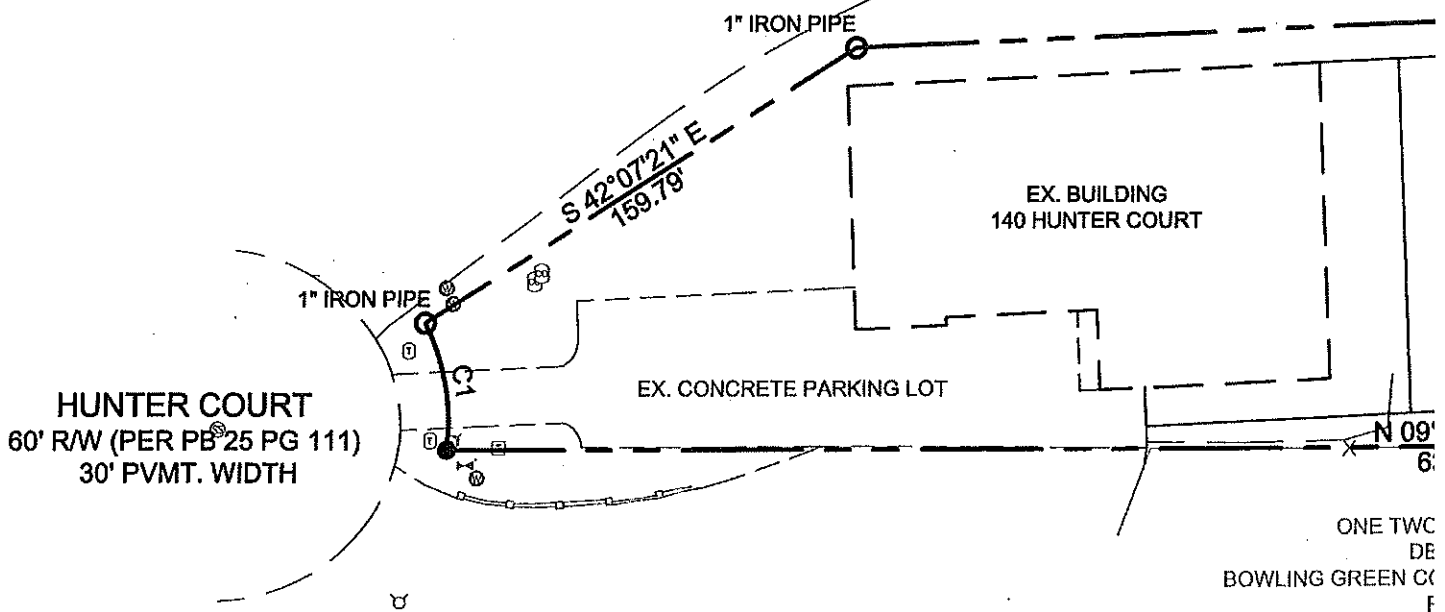 1" IRON PIPE
S 42°07'21" E
159.79'
EX. BUILDING
140 HUNTER COURT
1" IRON PIPE
C1
EX. CONCRETE PARKING LOT
HUNTER COURT
60' R/W (PER PB 25 PG 111)
30' PVMT. WIDTH
N 09°
ONE TWO
BOWLING GREEN